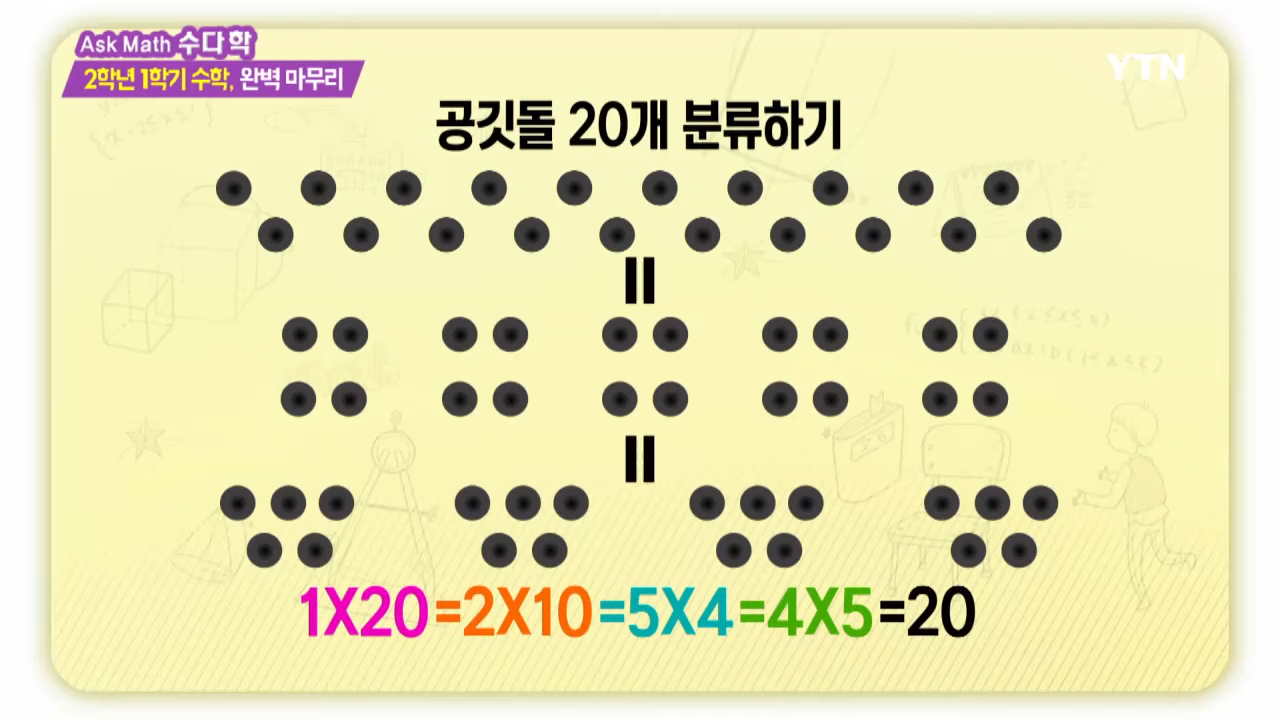 Ask Math 수다학
YTN
2학년 1학기 수학, 완벽 마무리
공깃돌 20개 분류하기
=
=
1X20=2X10=5X4=4X5=20